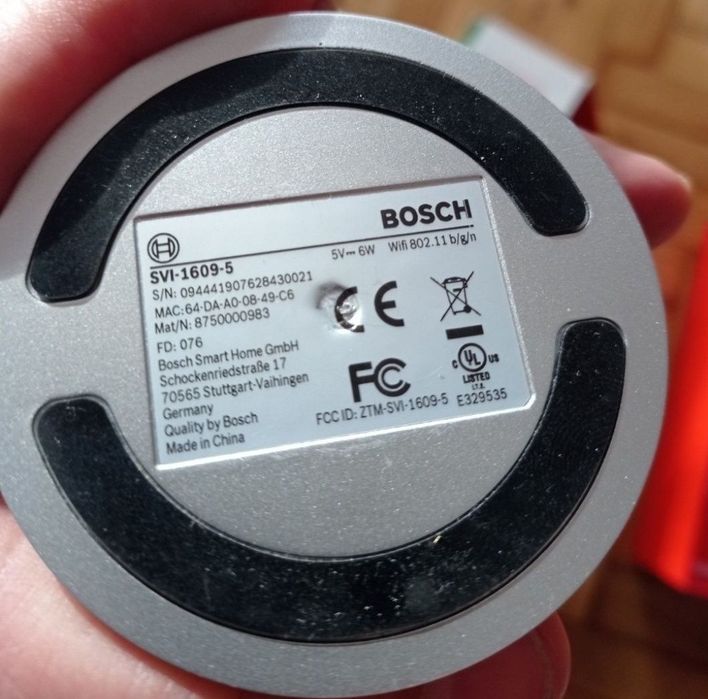 BOSCH
SVI-1609-5
5V⎓ 6W Wifi 802.11 b/g/n
S/N: 094441907628430021
MAC: 64-DA-A0-08-49-C6
Mat/N: 8750000983
FD: 076
Bosch Smart Home GmbH
Schockenriedstraße 17
70565 Stuttgart-Vaihingen
Germany
Quality by Bosch
Made in China
CE
FC
FCC ID: ZTM-SVI-1609-5
C UL US
LISTED
I.T.E.
E329535